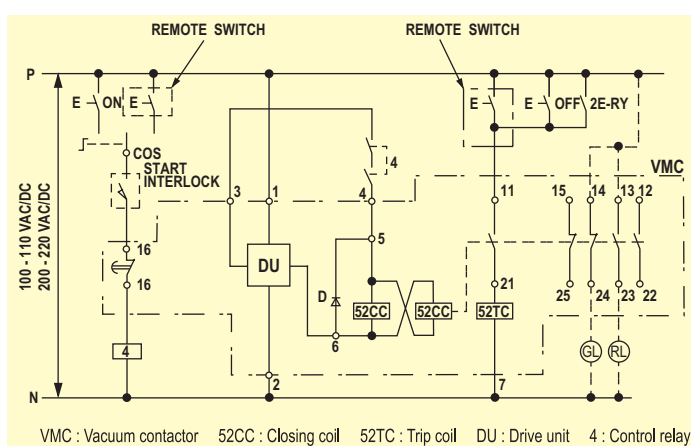 REMOTE SWITCH REMOTE SWITCH
P
E ON E E E OFF 2E-RY
COS
START
INTERLOCK
4
VMC
3 1 4 11 15 14 13 12
100 - 110 VAC/DC
200 - 220 VAC/DC
16
5
DU
16
D
21
25 24 23 22
52CC 52CC 52TC
6
4
GL RL
2 7
N
VMC : Vacuum contactor 52CC : Closing coil 52TC : Trip coil DU : Drive unit 4 : Control relay